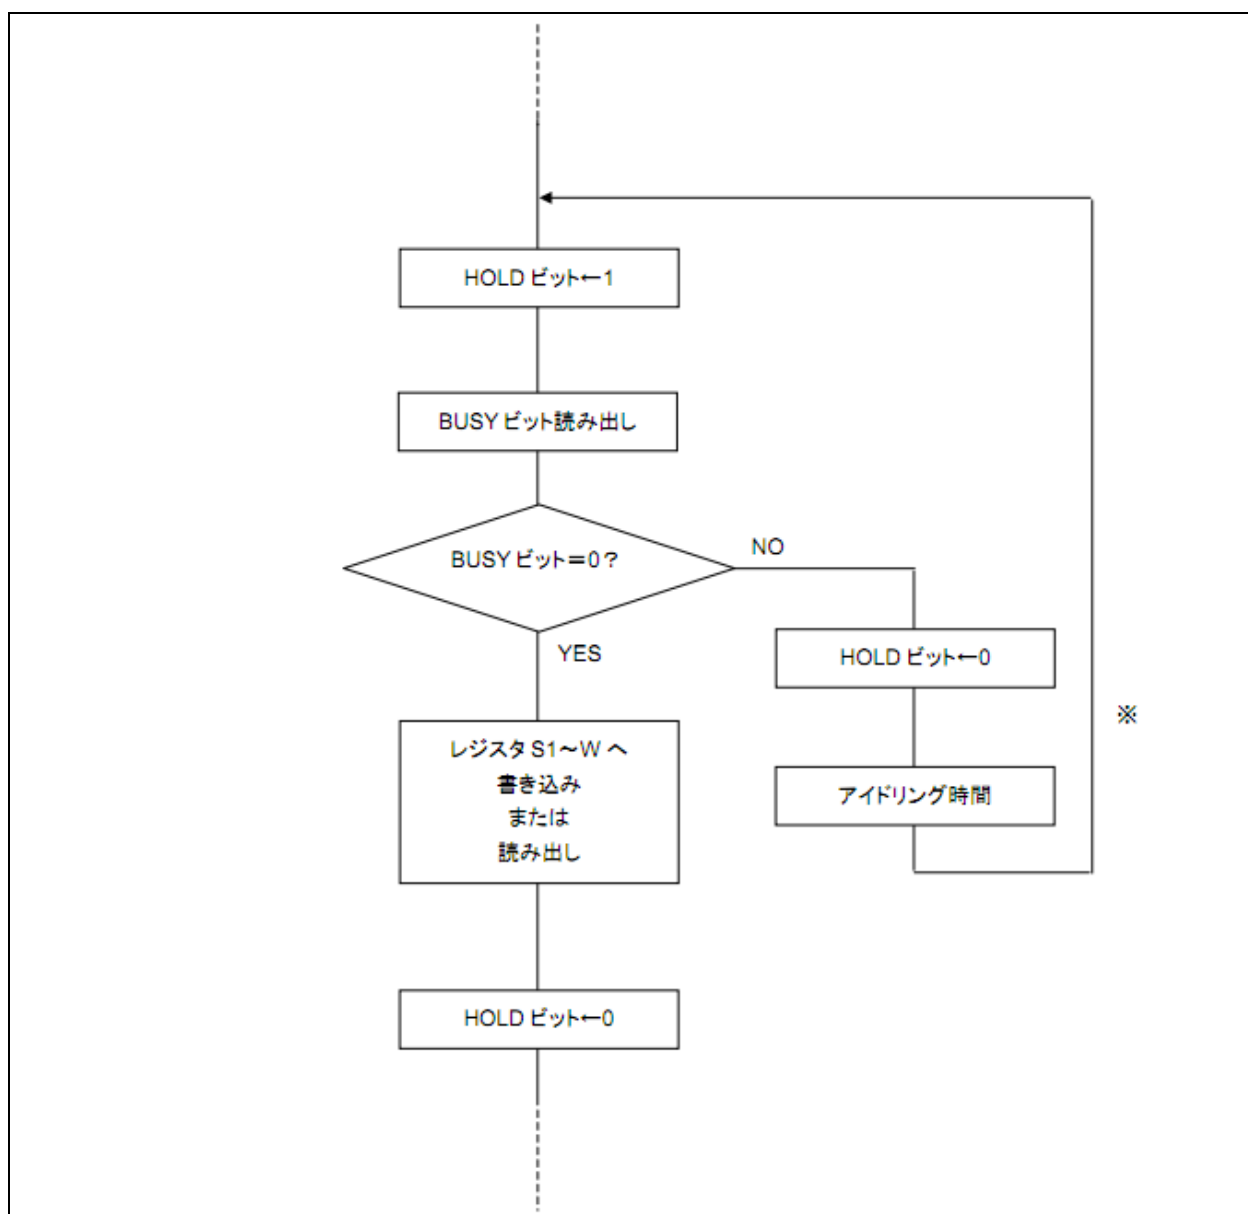 HOLD ビット←1
BUSY ビット読み出し
BUSY ビット＝0？
NO
YES
HOLD ビット←0
※
レジスタ S1～W へ
書き込み
または
読み出し
アイドリング時間
HOLD ビット←0